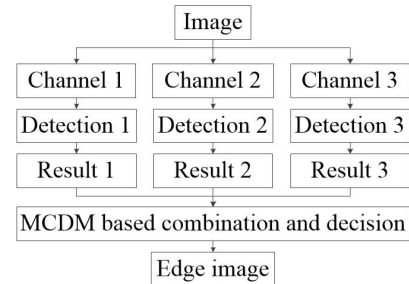 Image
Channel 1 Channel 2 Channel 3
Detection 1 Detection 2 Detection 3
Result 1 Result 2 Result 3
MCDM based combination and decision
Edge image